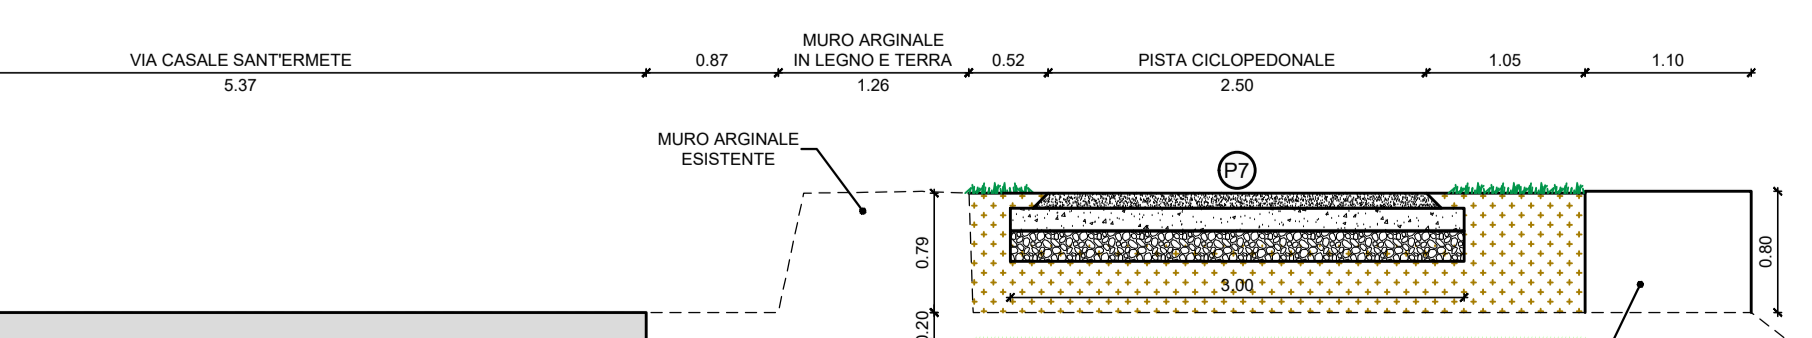 MURO ARGINALE
VIA CASALE SANT'ERMETE 0.87 IN LEGNO E TERRA 0.52 PISTA CICLOPEDONALE 1.05 1.10
5.37 1.26 2.50
MURO ARGINALE
ESISTENTE
P7
0.79
0.80
3.00
0.20